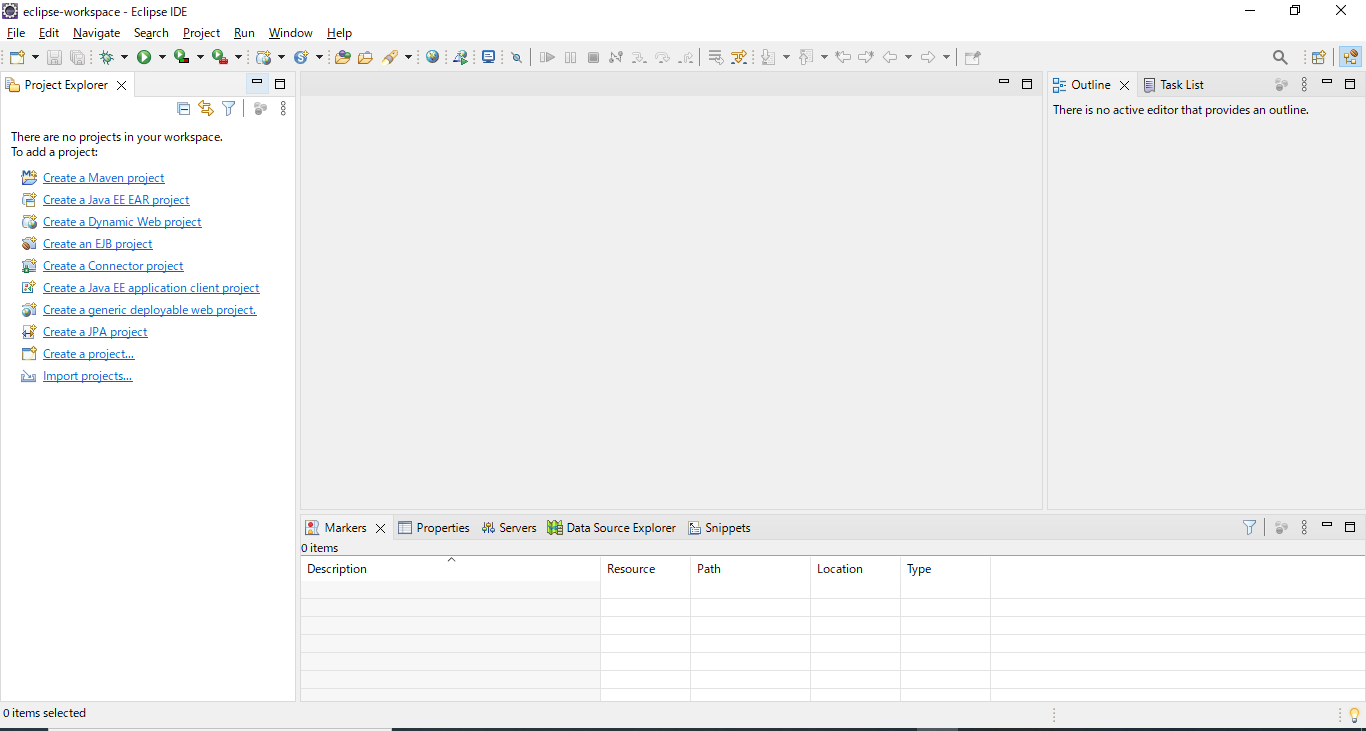 eclipse-workspace - Eclipse IDE
File Edit Navigate Search Project Run Window Help
Project Explorer
There are no projects in your workspace.
To add a project:
Create a Maven project
Create a Java EE EAR project
Create a Dynamic Web project
Create an EJB project
Create a Connector project
Create a Java EE application client project
Create a generic deployable web project.
Create a JPA project
Create a project...
Import projects...
Outline Task List
There is no active editor that provides an outline.
Markers Properties Servers Data Source Explorer Snippets
0 items
Description Resource Path Location Type
0 items selected